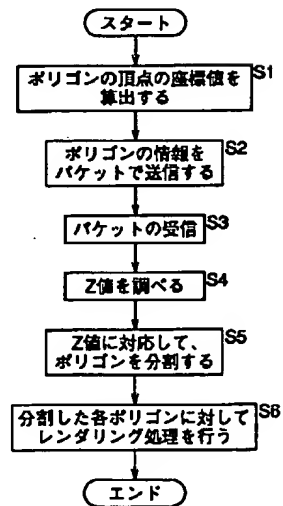 スタート
ポリゴンの頂点の座標値を
算出する
S1
ポリゴンの情報を
パケットで送信する
S2
パケットの受信
S3
Z値を調べる
S4
Z値に対応して、
ポリゴンを分割する
S5
分割した各ポリゴンに対して
レンダリング処理を行う
S6
エンド